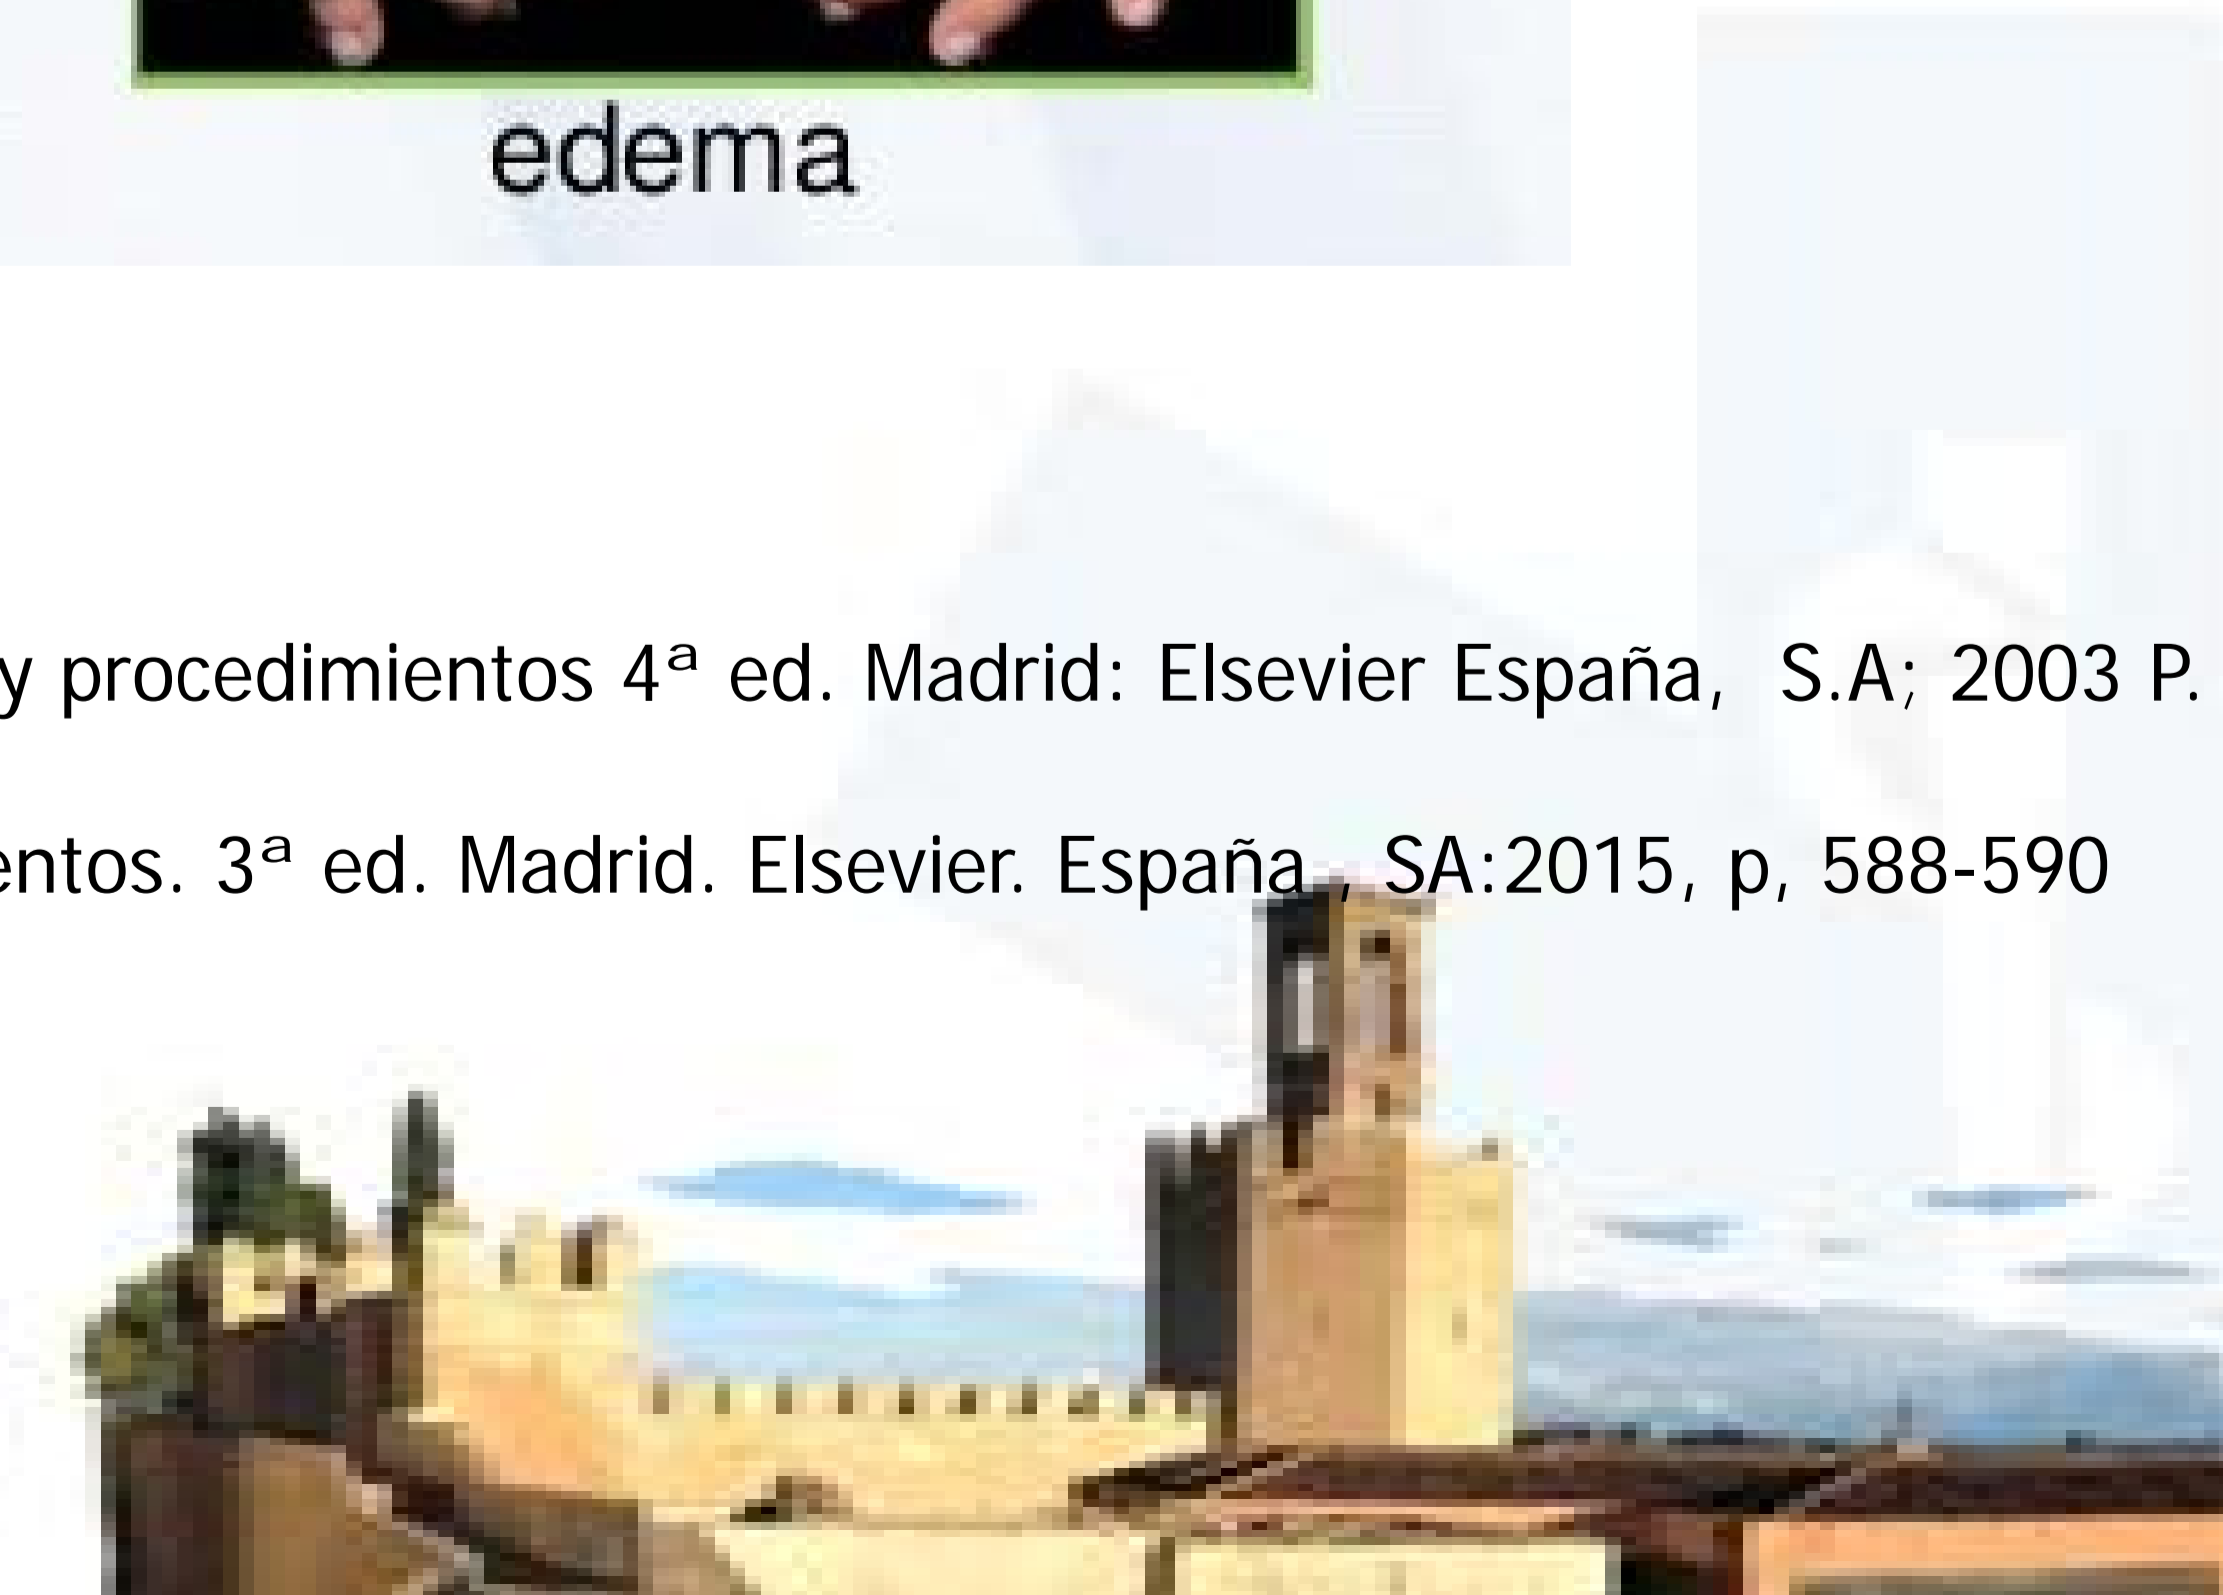 edema
y procedimientos 4ª ed. Madrid: Elsevier España, S.A; 2003 P.
entos. 3ª ed. Madrid. Elsevier. España , SA:2015, p, 588-590